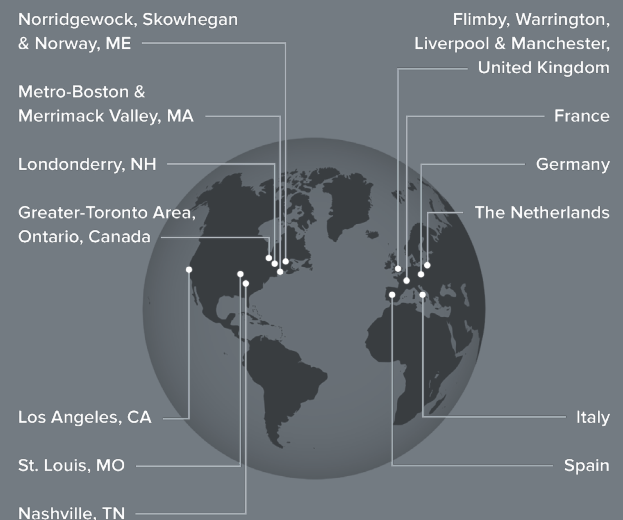 Norridgewock, Skowhegan
& Norway, ME
Metro-Boston &
Merrimack Valley, MA
Londonderry, NH
Greater-Toronto Area,
Ontario, Canada
Los Angeles, CA
St. Louis, MO
Nashville, TN
Flimby, Warrington,
Liverpool & Manchester,
United Kingdom
France
Germany
The Netherlands
Italy
Spain